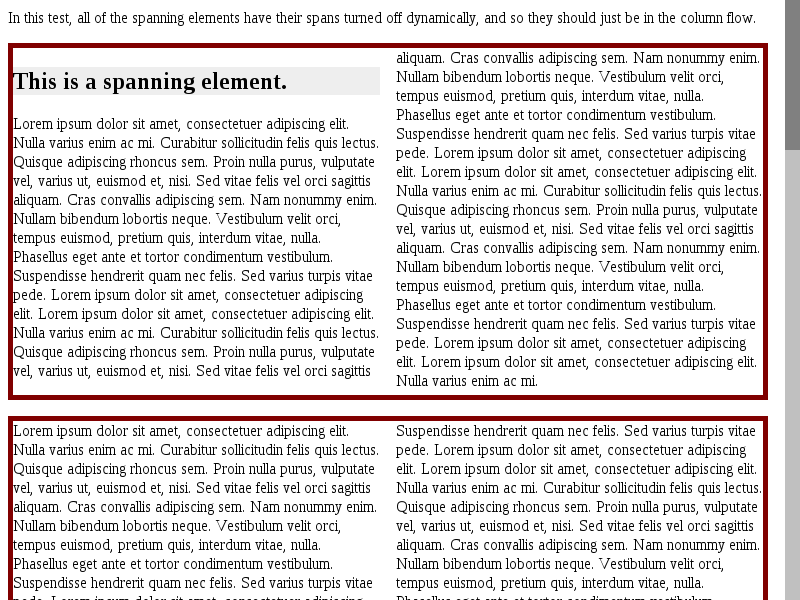 In this test, all of the spanning elements have their spans turned off dynamically, and so they should just be in the column flow.
This is a spanning element.
Lorem ipsum dolor sit amet, consectetuer adipiscing elit.
Nulla varius enim ac mi. Curabitur sollicitudin felis quis lectus.
Quisque adipiscing rhoncus sem. Proin nulla purus, vulputate
vel, varius ut, euismod et, nisi. Sed vitae felis vel orci sagittis
aliquam. Cras convallis adipiscing sem. Nam nonummy enim.
Nullam bibendum lobortis neque. Vestibulum velit orci,
tempus euismod, pretium quis, interdum vitae, nulla.
Phasellus eget ante et tortor condimentum vestibulum.
Suspendisse hendrerit quam nec felis. Sed varius turpis vitae
pede. Lorem ipsum dolor sit amet, consectetuer adipiscing
elit. Lorem ipsum dolor sit amet, consectetuer adipiscing elit.
Nulla varius enim ac mi. Curabitur sollicitudin felis quis lectus.
Quisque adipiscing rhoncus sem. Proin nulla purus, vulputate
vel, varius ut, euismod et, nisi. Sed vitae felis vel orci sagittis
aliquam. Cras convallis adipiscing sem. Nam nonummy enim.
Nullam bibendum lobortis neque. Vestibulum velit orci,
tempus euismod, pretium quis, interdum vitae, nulla.
Phasellus eget ante et tortor condimentum vestibulum.
Suspendisse hendrerit quam nec felis. Sed varius turpis vitae
pede. Lorem ipsum dolor sit amet, consectetuer adipiscing
elit. Lorem ipsum dolor sit amet, consectetuer adipiscing elit.
Nulla varius enim ac mi. Curabitur sollicitudin felis quis lectus.
Quisque adipiscing rhoncus sem. Proin nulla purus, vulputate
vel, varius ut, euismod et, nisi. Sed vitae felis vel orci sagittis
aliquam. Cras convallis adipiscing sem. Nam nonummy enim.
Nullam bibendum lobortis neque. Vestibulum velit orci,
tempus euismod, pretium quis, interdum vitae, nulla.
Phasellus eget ante et tortor condimentum vestibulum.
Suspendisse hendrerit quam nec felis. Sed varius turpis vitae
pede. Lorem ipsum dolor sit amet, consectetuer adipiscing
elit. Lorem ipsum dolor sit amet, consectetuer adipiscing elit.
Nulla varius enim ac mi.
Lorem ipsum dolor sit amet, consectetuer adipiscing elit.
Nulla varius enim ac mi. Curabitur sollicitudin felis quis lectus.
Quisque adipiscing rhoncus sem. Proin nulla purus, vulputate
vel, varius ut, euismod et, nisi. Sed vitae felis vel orci sagittis
aliquam. Cras convallis adipiscing sem. Nam nonummy enim.
Nullam bibendum lobortis neque. Vestibulum velit orci,
tempus euismod, pretium quis, interdum vitae, nulla.
Phasellus eget ante et tortor condimentum vestibulum.
Suspendisse hendrerit quam nec felis. Sed varius turpis vitae
Suspendisse hendrerit quam nec felis. Sed varius turpis vitae
pede. Lorem ipsum dolor sit amet, consectetuer adipiscing
elit. Lorem ipsum dolor sit amet, consectetuer adipiscing elit.
Nulla varius enim ac mi. Curabitur sollicitudin felis quis lectus.
Quisque adipiscing rhoncus sem. Proin nulla purus, vulputate
vel, varius ut, euismod et, nisi. Sed vitae felis vel orci sagittis
aliquam. Cras convallis adipiscing sem. Nam nonummy enim.
Nullam bibendum lobortis neque. Vestibulum velit orci,
tempus euismod, pretium quis, interdum vitae, nulla.